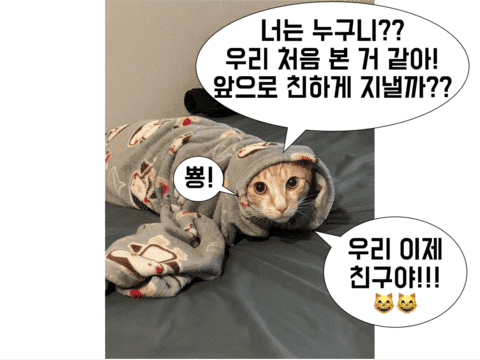 너는 누구니??
우리 처음 본 거 같아!
앞으로 친하게 지낼까??
뿅!
우리 이제
친구야!!!
😸😸